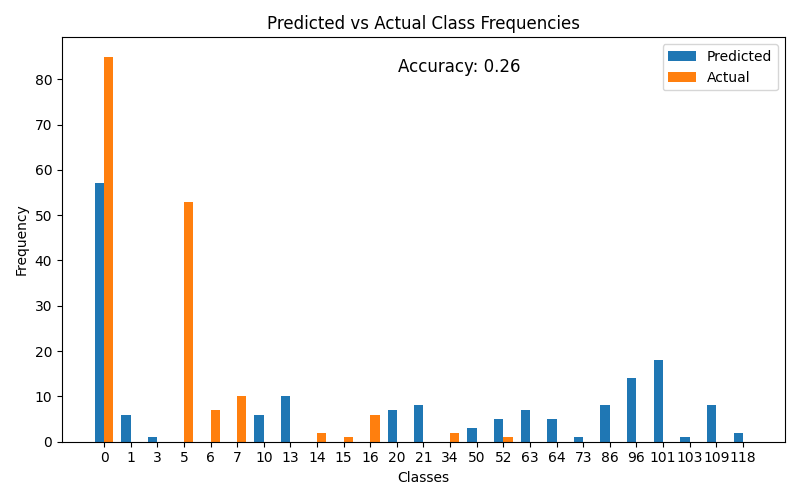 Predicted vs Actual Class Frequencies
Accuracy: 0.26
Predicted
Actual
Frequency
80
70
60
50
40
30
20
10
0
0 1 3 5 6 7 10 13 14 15 16 20 21 34 50 52 63 64 73 86 96 101 103 109 118
Classes